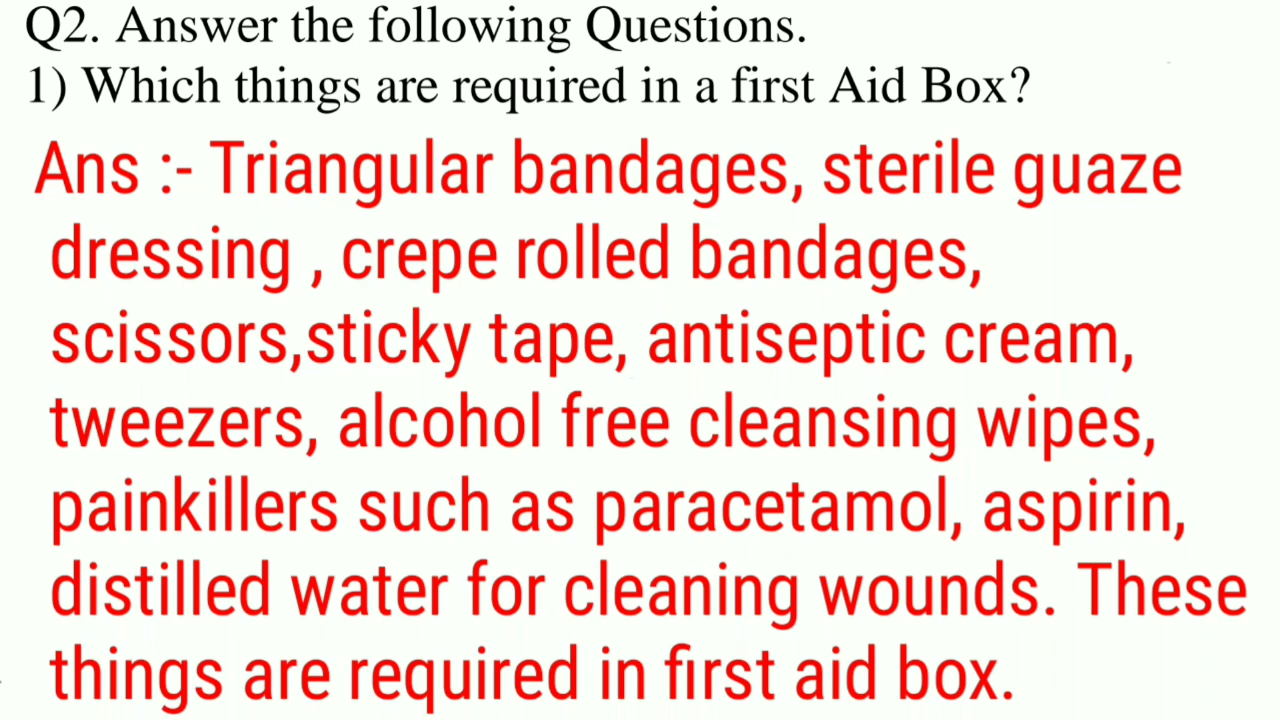 Q2. Answer the following Questions.
1) Which things are required in a first Aid Box?
Ans :- Triangular bandages, sterile guaze
dressing , crepe rolled bandages,
scissors,sticky tape, antiseptic cream,
tweezers, alcohol free cleansing wipes,
painkillers such as paracetamol, aspirin,
distilled water for cleaning wounds. These
things are required in first aid box.